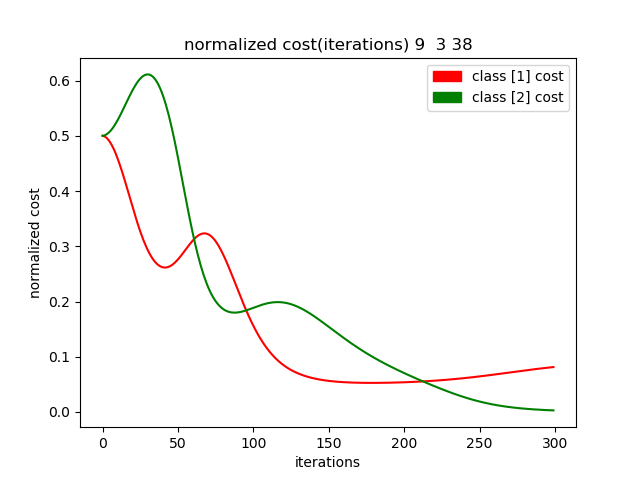 normalized cost(iterations) 9  3 38
class [1] cost
class [2] cost
normalized cost
0.6
0.5
0.4
0.3
0.2
0.1
0.0
0 50 100 150 200 250 300
iterations